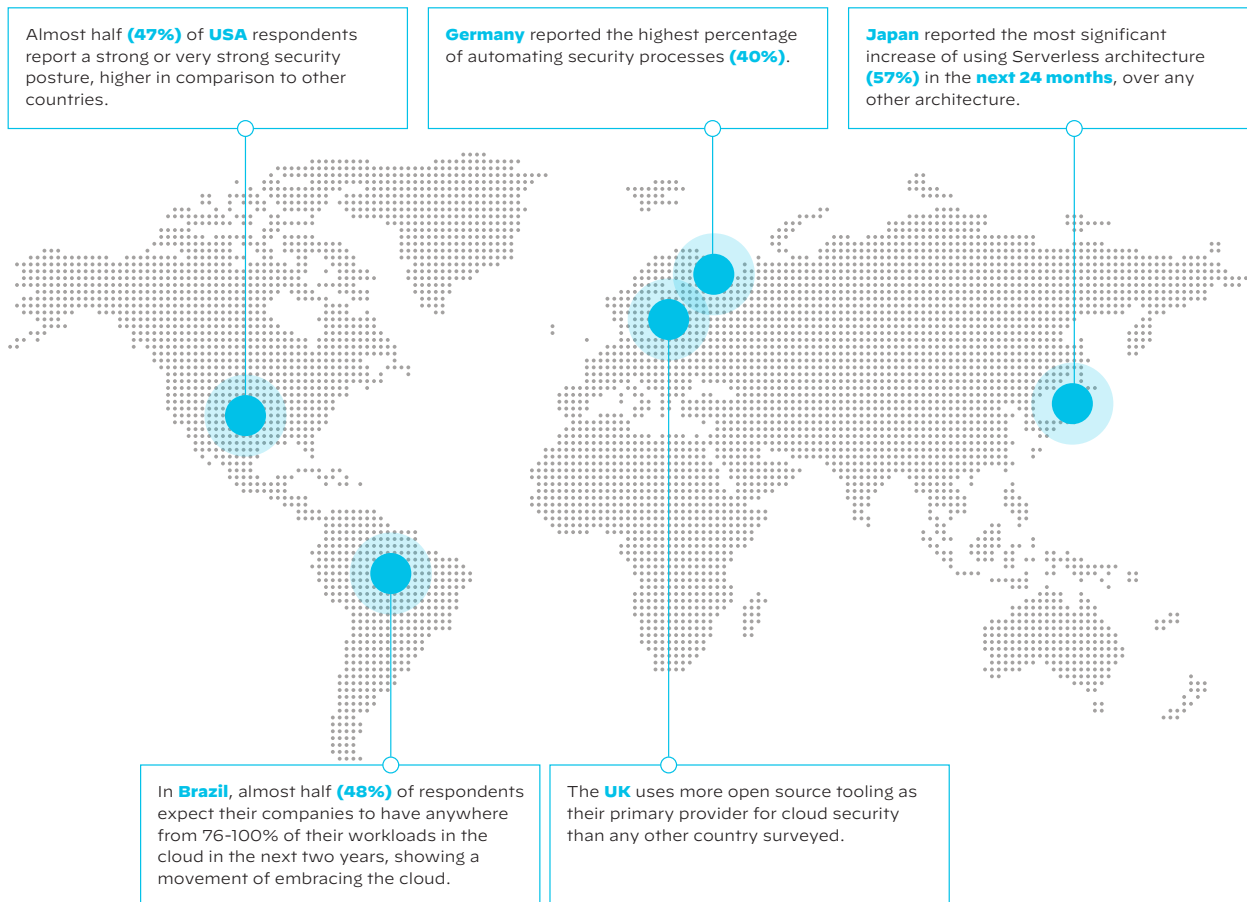 Almost half (47%) of USA respondents
report a strong or very strong security
posture, higher in comparison to other
countries.
Germany reported the highest percentage
of automating security processes (40%).
Japan reported the most significant
increase of using Serverless architecture
(57%) in the next 24 months, over any
other architecture.
In Brazil, almost half (48%) of respondents
expect their companies to have anywhere
from 76-100% of their workloads in the
cloud in the next two years, showing a
movement of embracing the cloud.
The UK uses more open source tooling as
their primary provider for cloud security
than any other country surveyed.